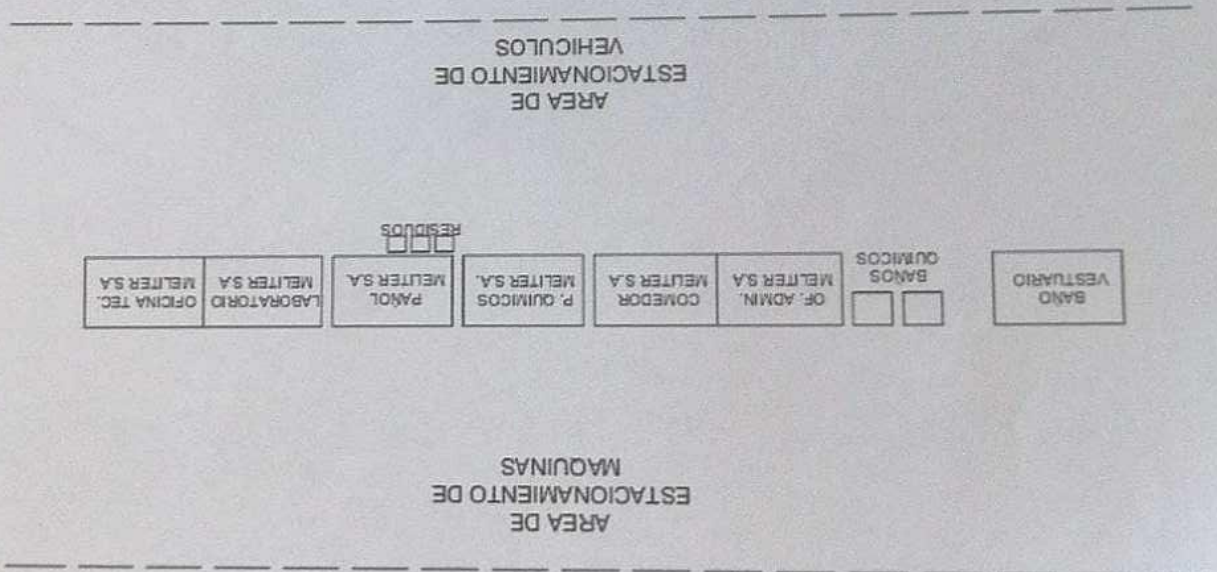 AREA DE
ESTACIONAMIENTO DE
MAQUINAS
BAÑO
VESTUARIO
BAÑOS
QUIMICOS
OF. ADMIN.
MELITER S.A
COMEDOR
MELITER S.A
P. QUIMICOS
MELITER S.A.
PAÑOL
MELITER S.A.
RESIDUOS
LABORATORIO
MELITER S.A
OFICINA TEC.
MELITER S.A
AREA DE
ESTACIONAMIENTO DE
VEHICULOS